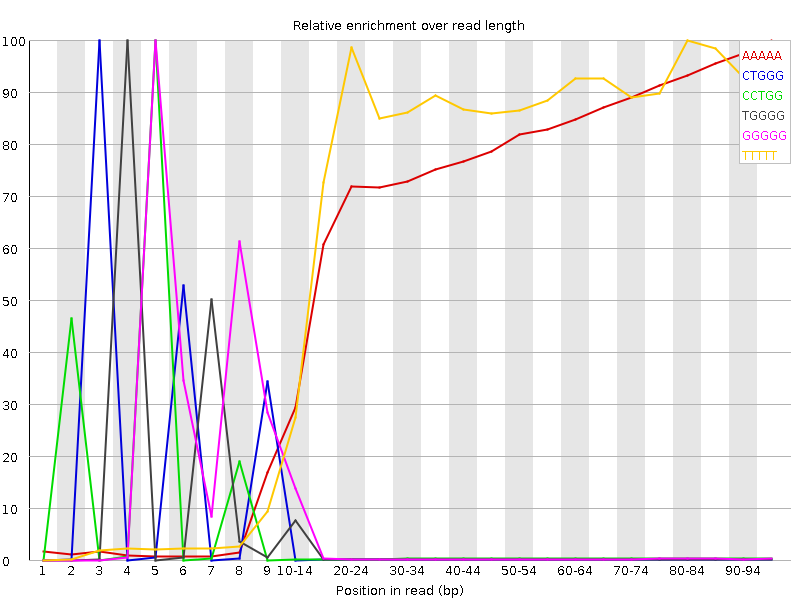 Relative enrichment over read length
100
90
80
70
60
50
40
30
20
10
0
AAAAA
CTGGG
CCTGG
TGGGG
GGGGG
TTTTT
1 2 3 4 5 6 7 8 9 10-14 20-24 30-34 40-44 50-54 60-64 70-74 80-84 90-94
Position in read (bp)